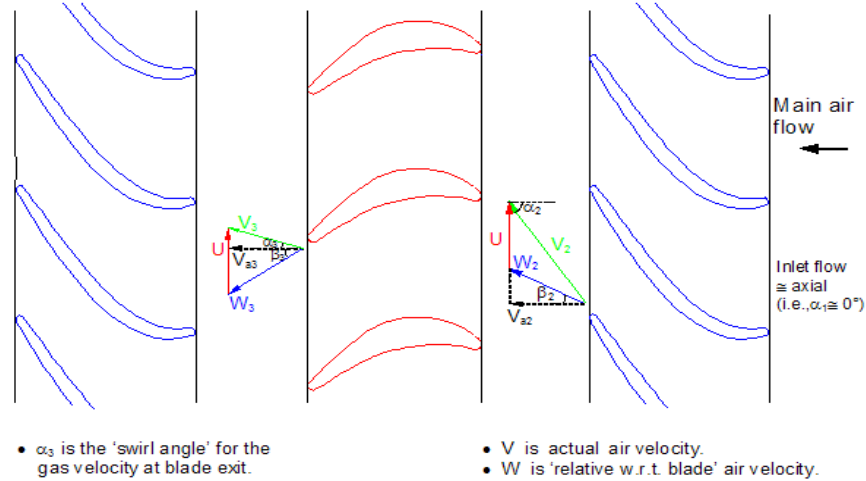 Main air
flow
V₃
α₃
β₃
U
Vₐ₃
W₃
α₂
U
V₂
W₂
β₂
Vₐ₂
Inlet flow
≅ axial
(i.e.,α₁≅ 0°)
• α₃ is the ‘swirl angle’ for the
gas velocity at blade exit.
• V is actual air velocity.
• W is ‘relative w.r.t. blade’ air velocity.